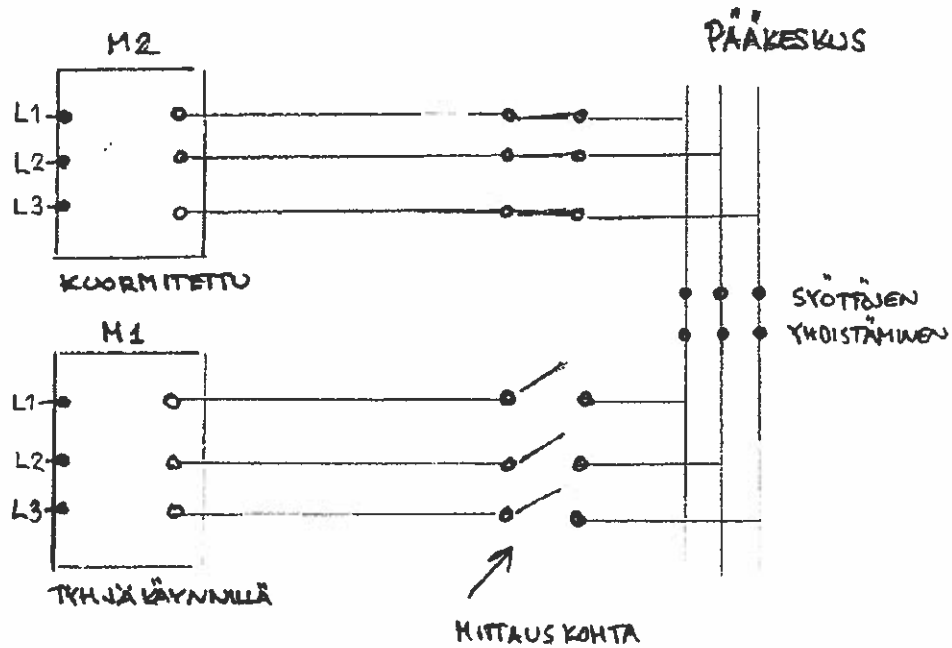 M2
PÄÄKESKUS
L1
L2
L3
KUORMITETTU
SYÖTTÖJEN
YHDISTÄMINEN
M1
L1
L2
L3
TYHJÄKÄYNNILLÄ
MITTAUSKOHTA